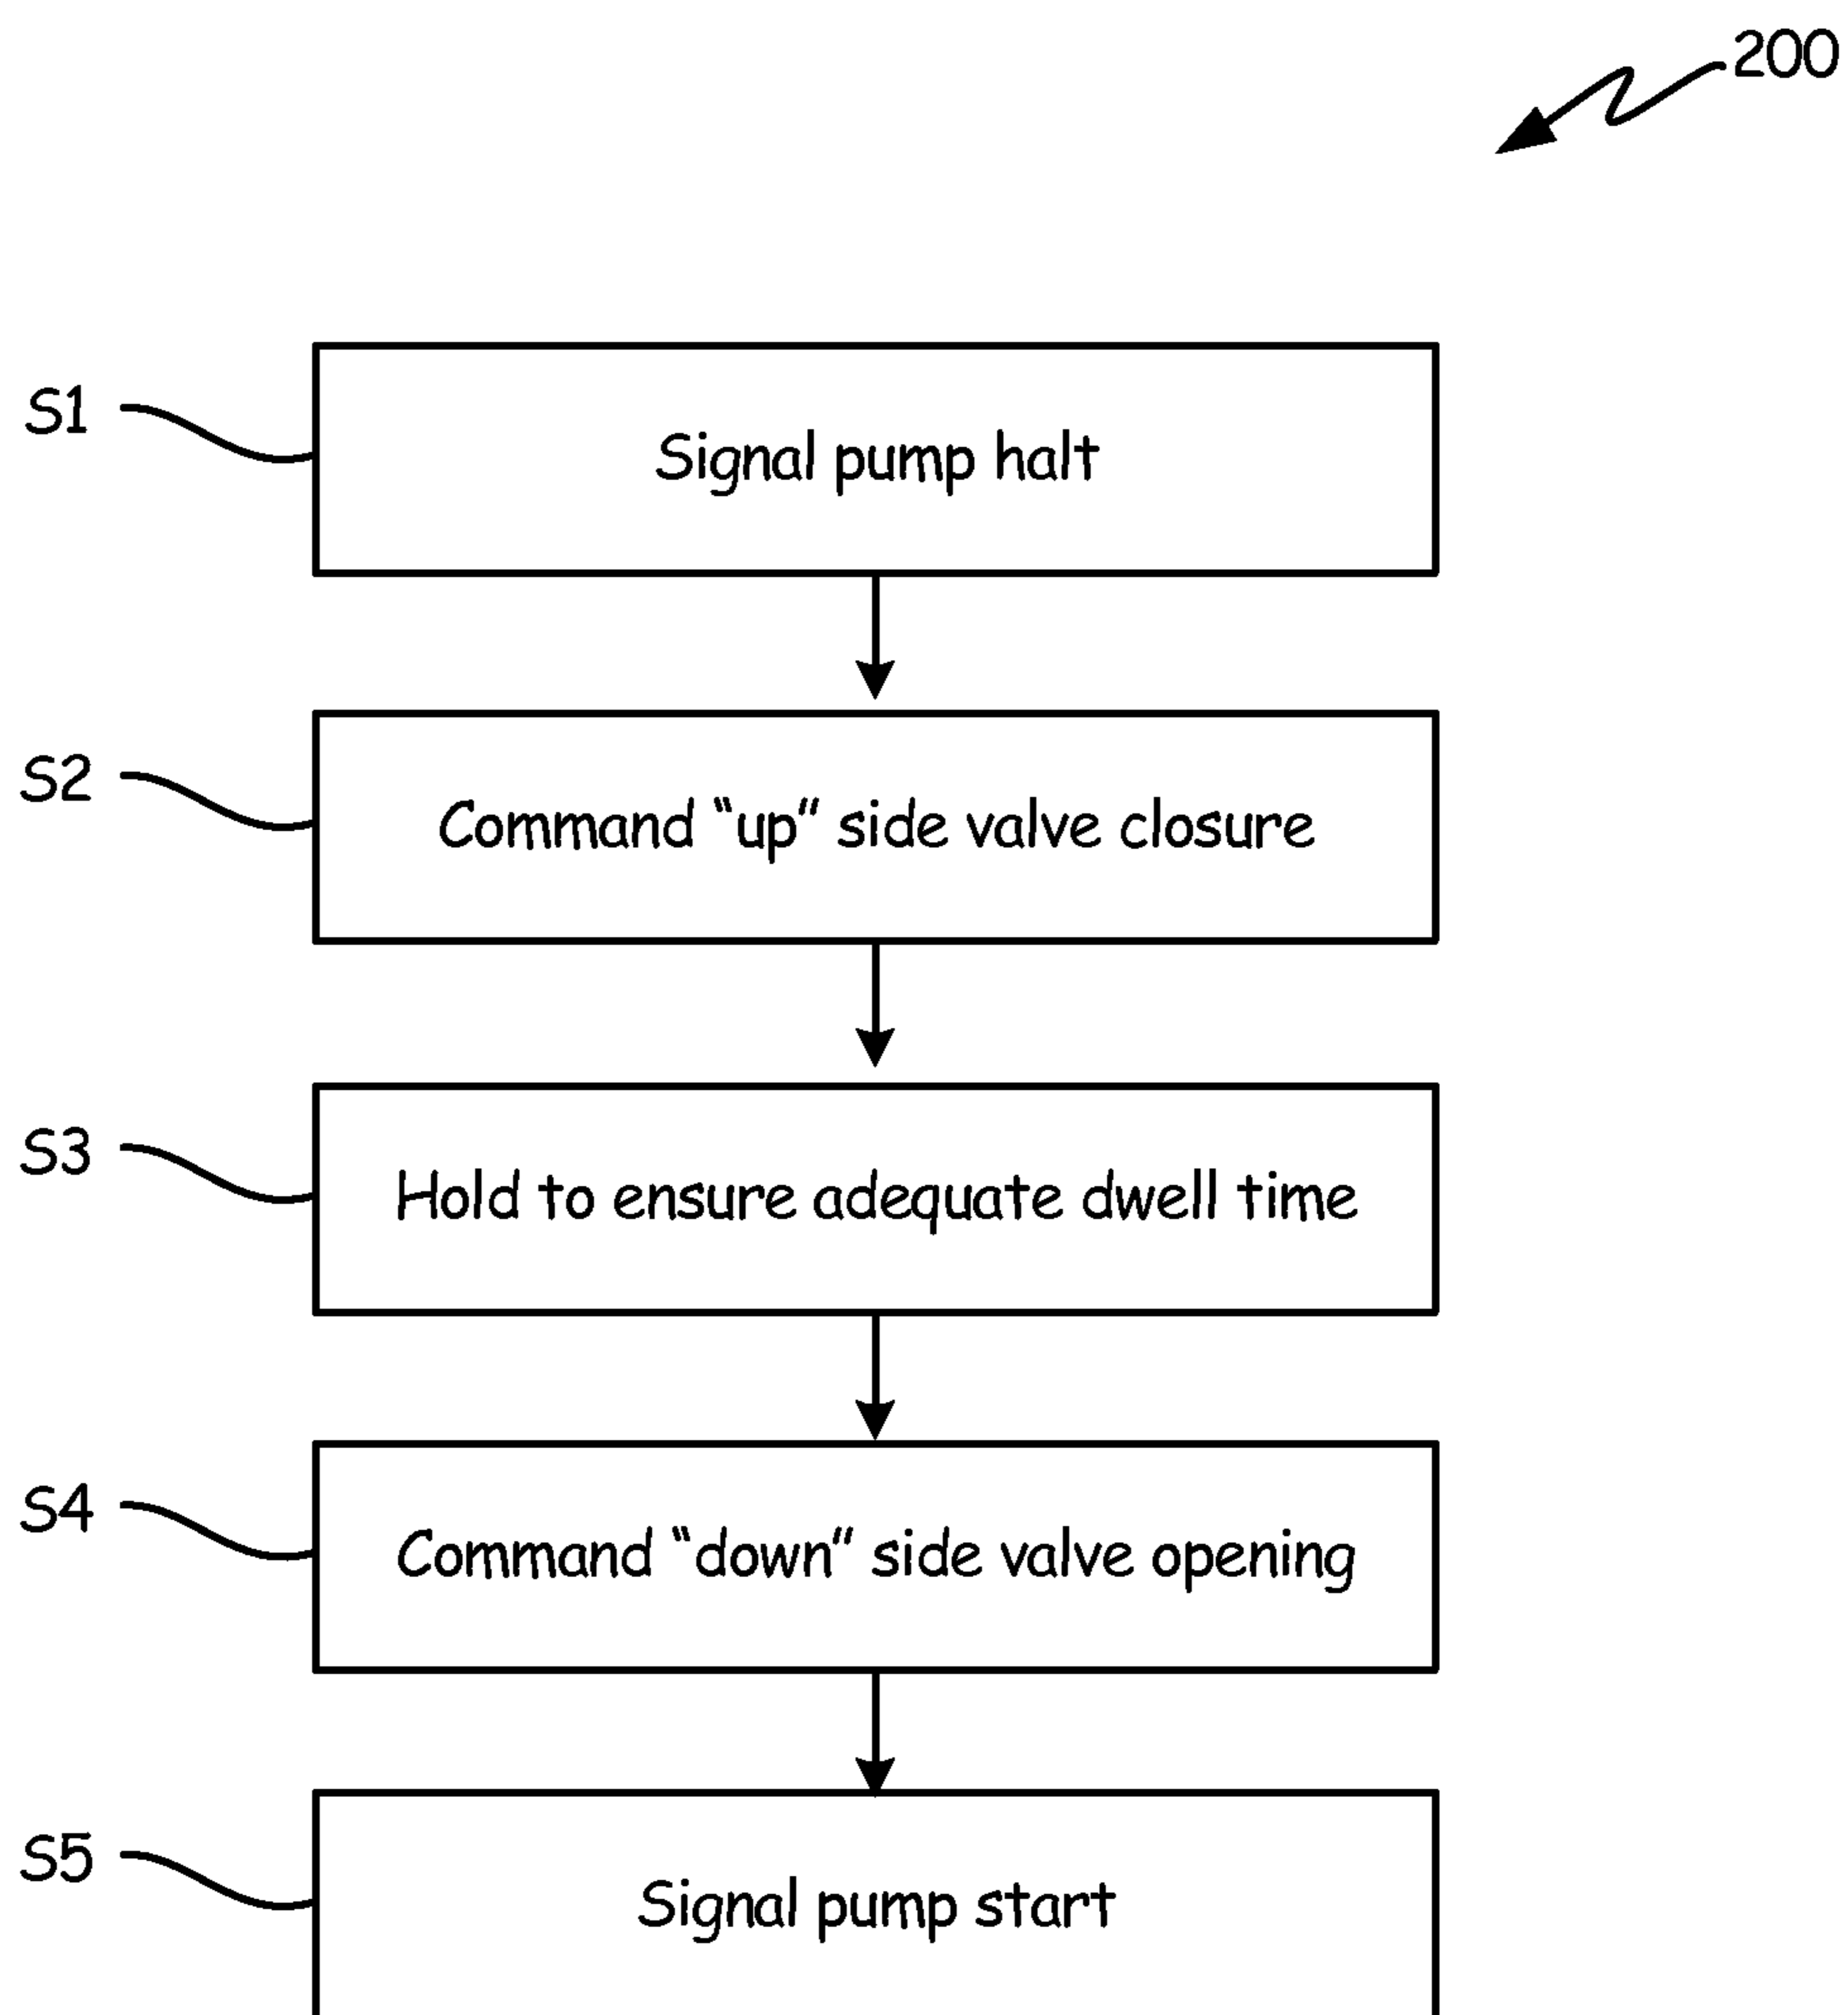 200
S1
Signal pump halt
S2
Command “up” side valve closure
S3
Hold to ensure adequate dwell time
S4
Command “down” side valve opening
S5
Signal pump start